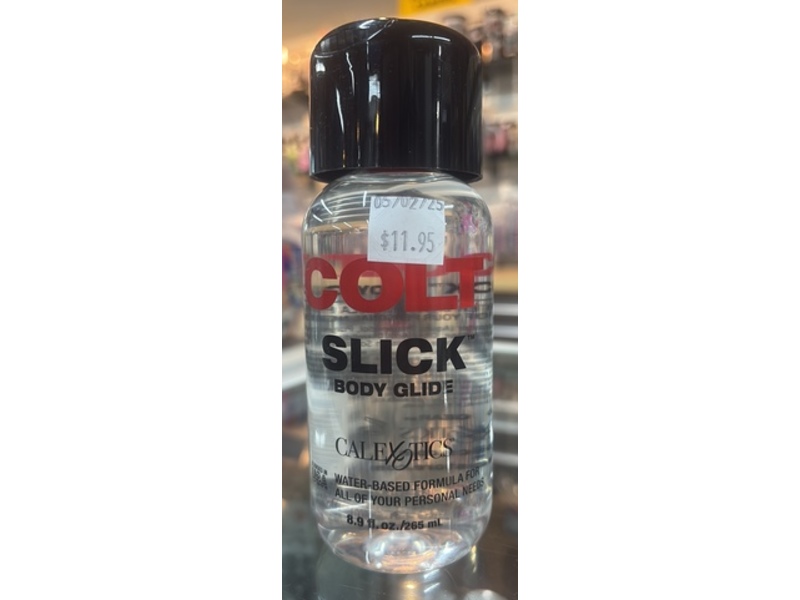 05/02/25
$11.95
COLT
SLICK™
BODY GLIDE
CALEXOTICS
WATER-BASED FORMULA FOR
ALL OF YOUR PERSONAL NEEDS
8.9 fl. oz./265 mL